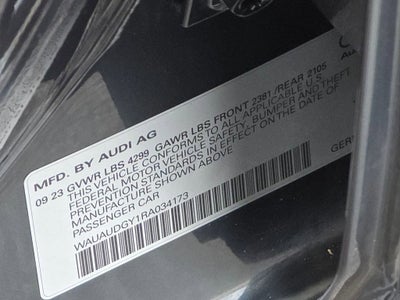 MFD. BY AUDI AG
09 23 GVWR LBS 4299 GAWR LBS FRONT 2381 /REAR 2105
THIS VEHICLE CONFORMS TO ALL APPLICABLE U.S.
FEDERAL MOTOR VEHICLE SAFETY, BUMPER AND THEFT
PREVENTION STANDARDS IN EFFECT ON THE DATE OF
MANUFACTURE SHOWN ABOVE
PASSENGER CAR
WAUAUDGY1RA034173
GER